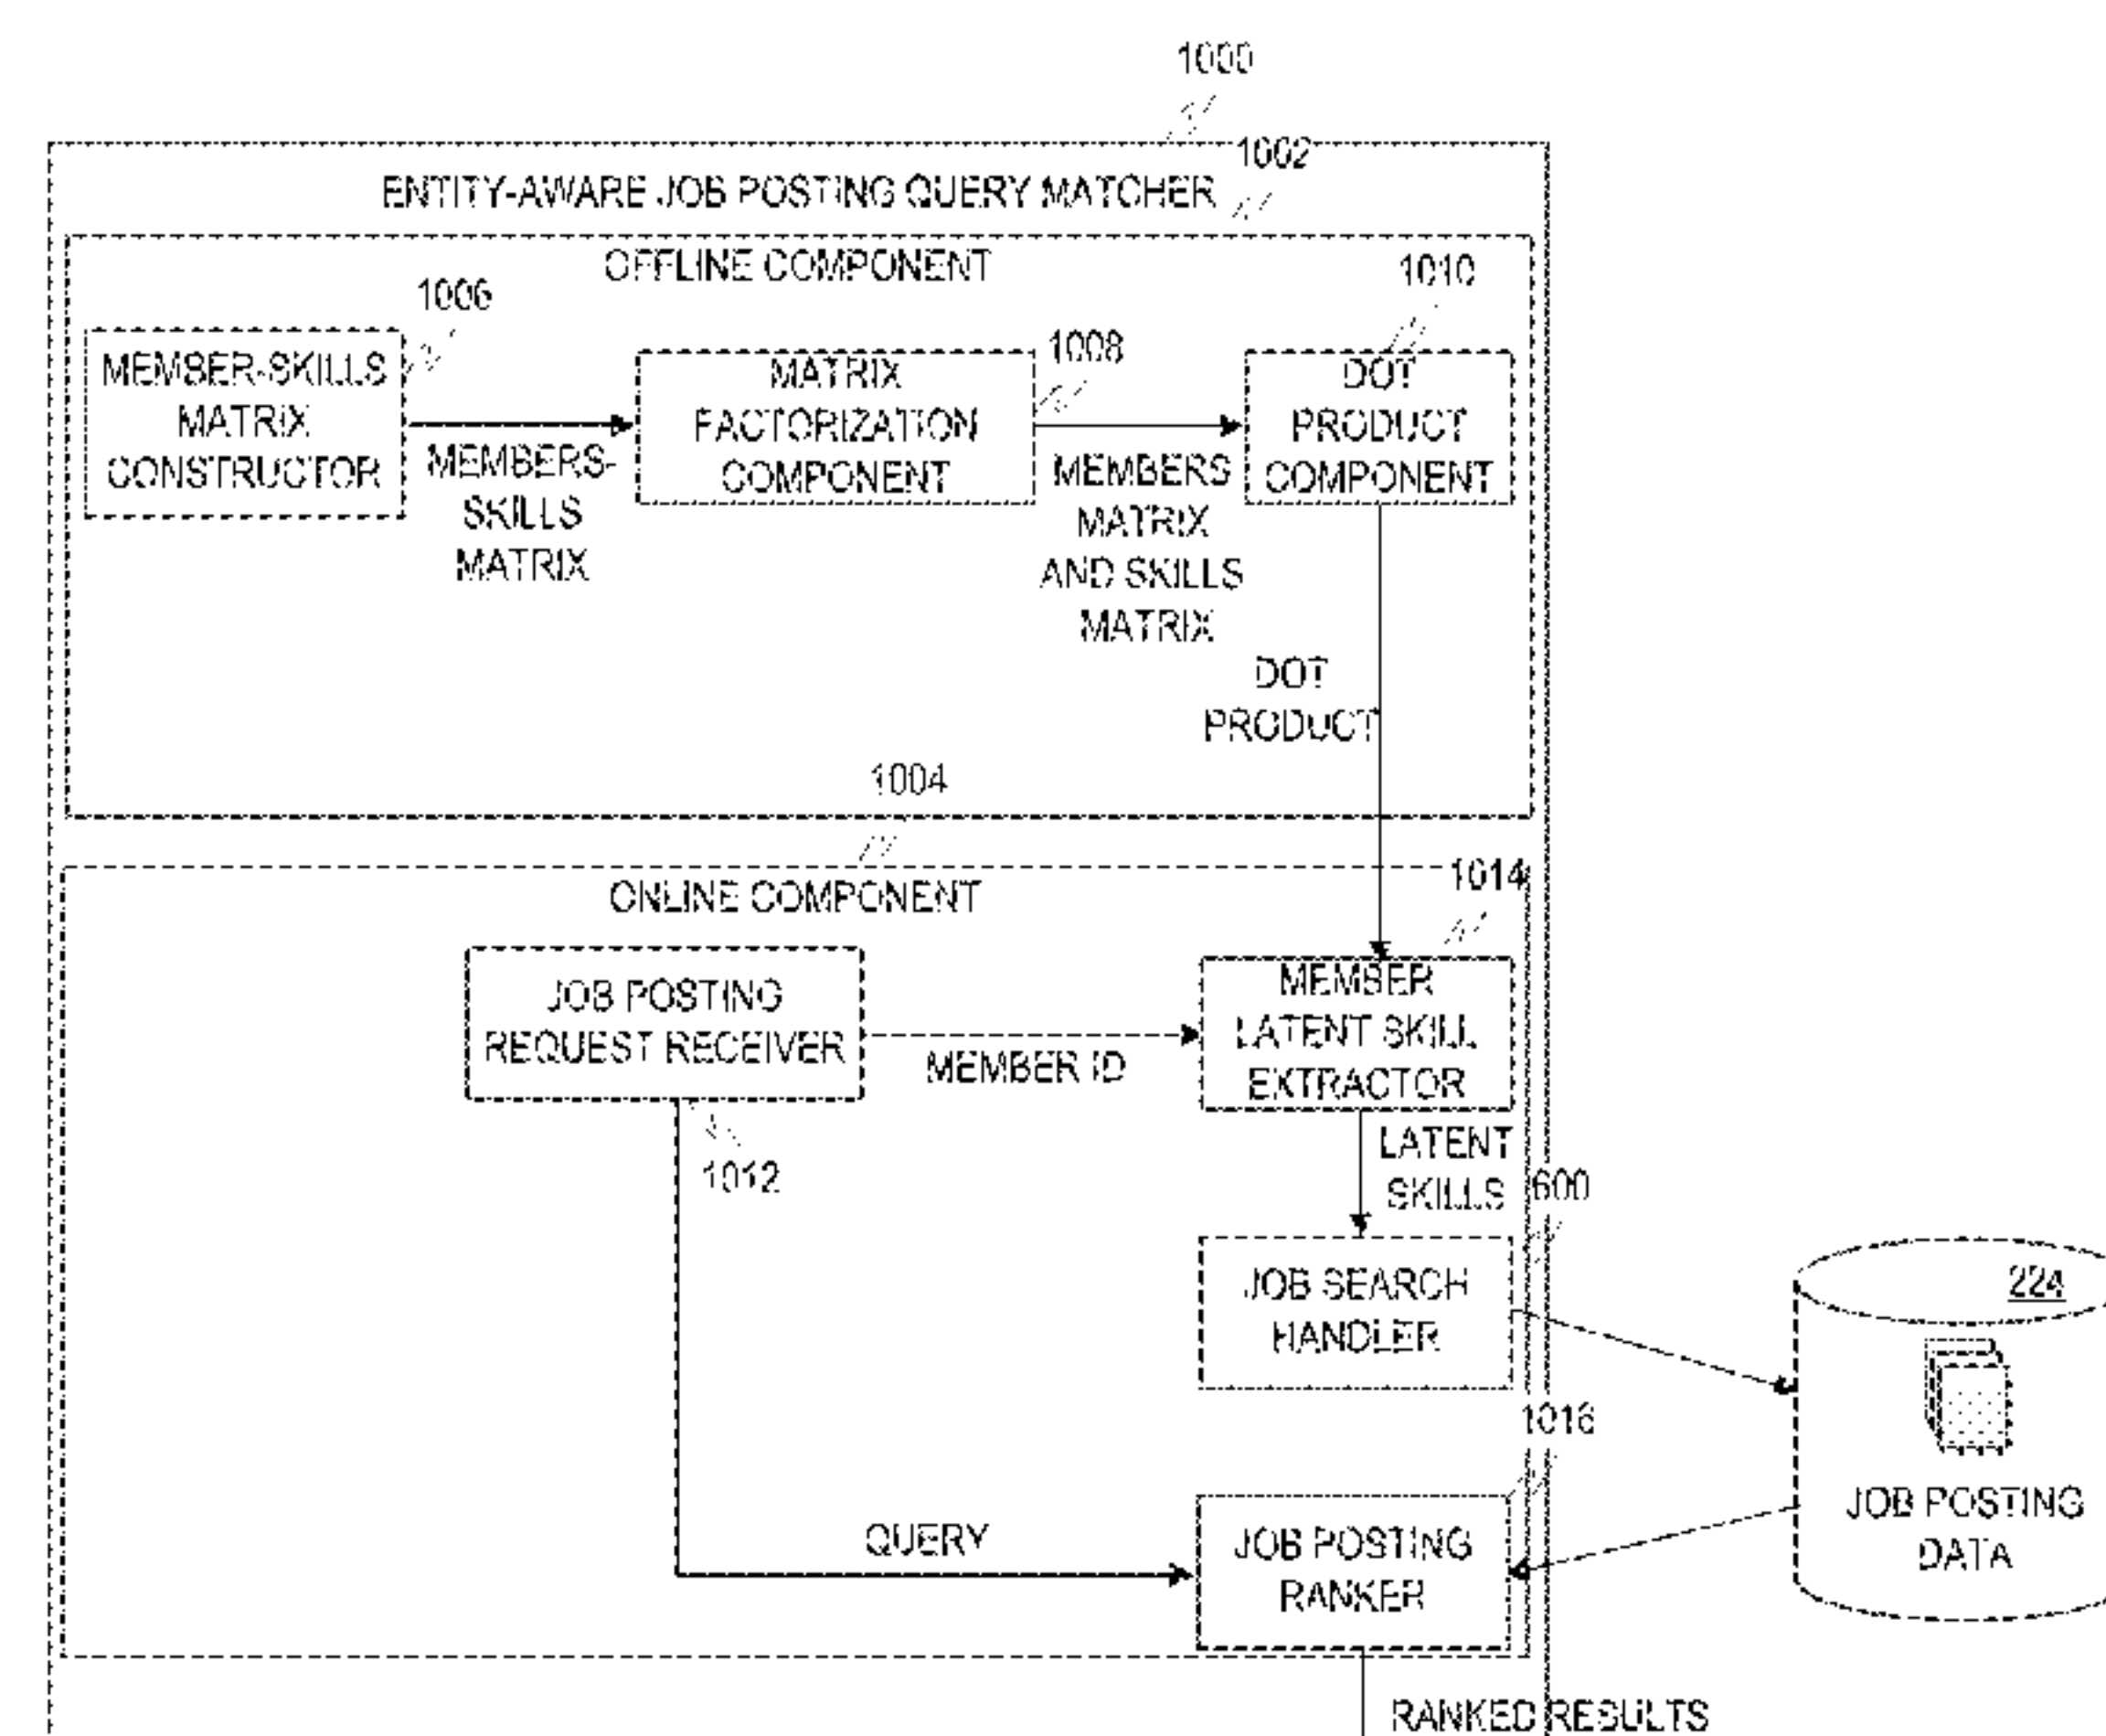 1000
1002
ENTITY-AWARE JOB POSTING QUERY MATCHER
OFFLINE COMPONENT
1006
1008
1010
MEMBER-SKILLS
MATRIX
CONSTRUCTOR
MEMBERS-
SKILLS
MATRIX
MATRIX
FACTORIZATION
COMPONENT
MEMBERS
MATRIX
AND SKILLS
MATRIX
DOT
PRODUCT
COMPONENT
DOT
PRODUCT
1004
ONLINE COMPONENT
1014
JOB POSTING
REQUEST RECEIVER
MEMBER ID
MEMBER
LATENT SKILL
EXTRACTOR
1012
LATENT
SKILLS
600
JOB SEARCH
HANDLER
224
JOB POSTING
DATA
1016
QUERY
JOB POSTING
RANKER
RANKED RESULTS